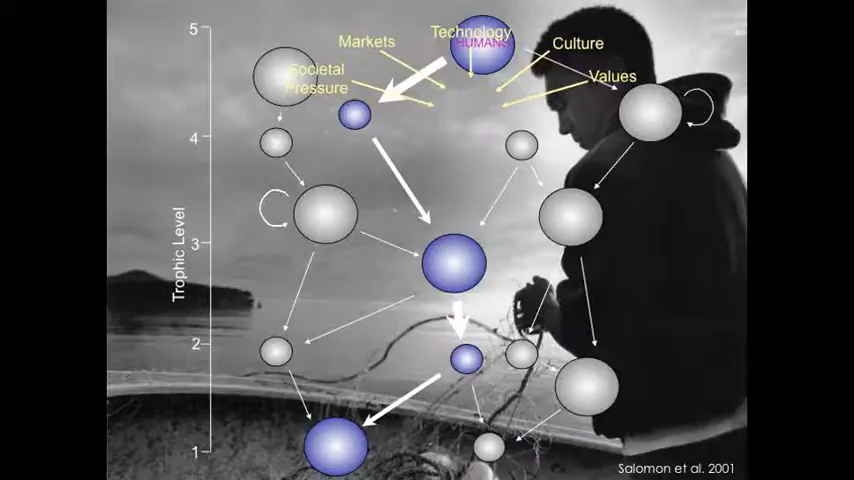 5
4
3
2
1
Trophic Level
Markets
Technology
HUMANS
Culture
Societal
Pressure
Values
Salomon et al. 2001